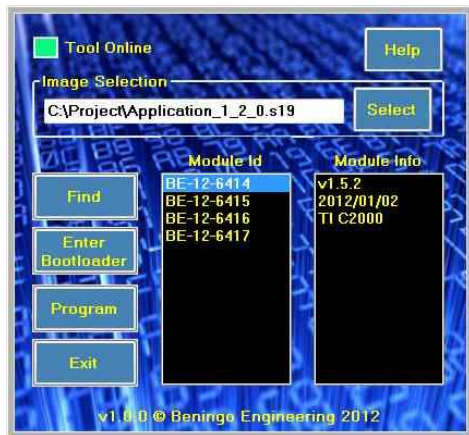 Tool Online
Help
Image Selection
C:\Project\Application_1_2_0.s19
Select
Module Id
Module Info
Find
Enter
Bootloader
Program
Exit
BE-12-6414
BE-12-6415
BE-12-6416
BE-12-6417
v1.5.2
2012/01/02
TI C2000
v1.0.0 © Beningo Engineering 2012